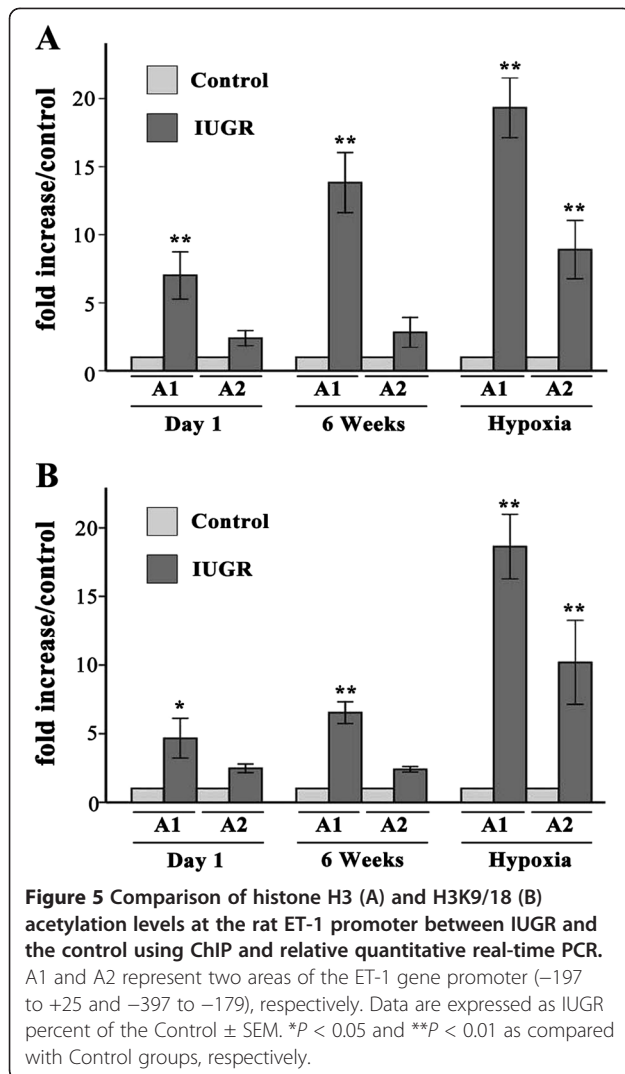 A
fold increase/control
20
15
10
5
0
Control
IUGR
** ** ** **
A1 A2 A1 A2 A1 A2
Day 1 6 Weeks Hypoxia
B
fold increase/control
20
15
10
5
0
Control
IUGR
* ** ** **
A1 A2 A1 A2 A1 A2
Day 1 6 Weeks Hypoxia
Figure 5 Comparison of histone H3 (A) and H3K9/18 (B)
acetylation levels at the rat ET-1 promoter between IUGR and
the control using ChIP and relative quantitative real-time PCR.
A1 and A2 represent two areas of the ET-1 gene promoter (−197
to +25 and −397 to −179), respectively. Data are expressed as IUGR
percent of the Control ± SEM. *P < 0.05 and **P < 0.01 as compared
with Control groups, respectively.